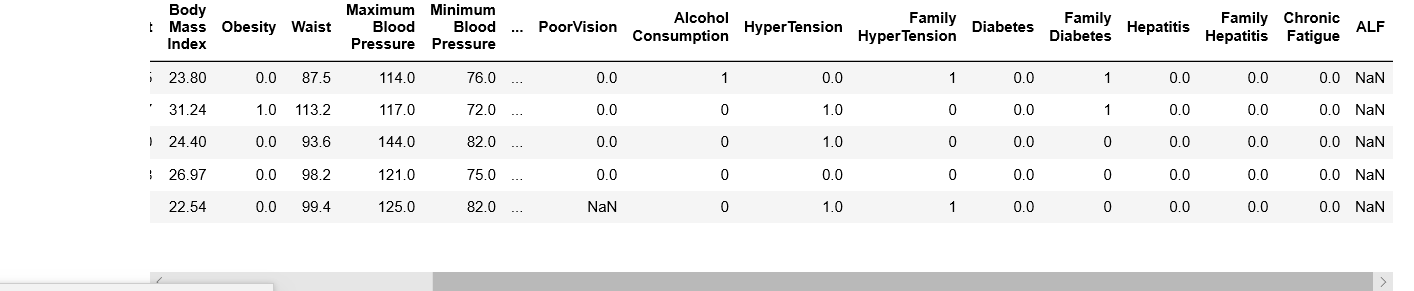 Body Mass Index Obesity Waist Maximum Blood Pressure Minimum Blood Pressure ... PoorVision Alcohol Consumption HyperTension Family HyperTension Diabetes Family Diabetes Hepatitis Family Hepatitis Chronic Fatigue ALF
23.80 0.0 87.5 114.0 76.0 ... 0.0 1 0.0 1 0.0 1 0.0 0.0 0.0 NaN
31.24 1.0 113.2 117.0 72.0 ... 0.0 0 1.0 0 0.0 1 0.0 0.0 0.0 NaN
24.40 0.0 93.6 144.0 82.0 ... 0.0 0 1.0 0 0.0 0 0.0 0.0 0.0 NaN
26.97 0.0 98.2 121.0 75.0 ... 0.0 0 0.0 0 0.0 0 0.0 0.0 0.0 NaN
22.54 0.0 99.4 125.0 82.0 ... NaN 0 1.0 1 0.0 0 0.0 0.0 0.0 NaN